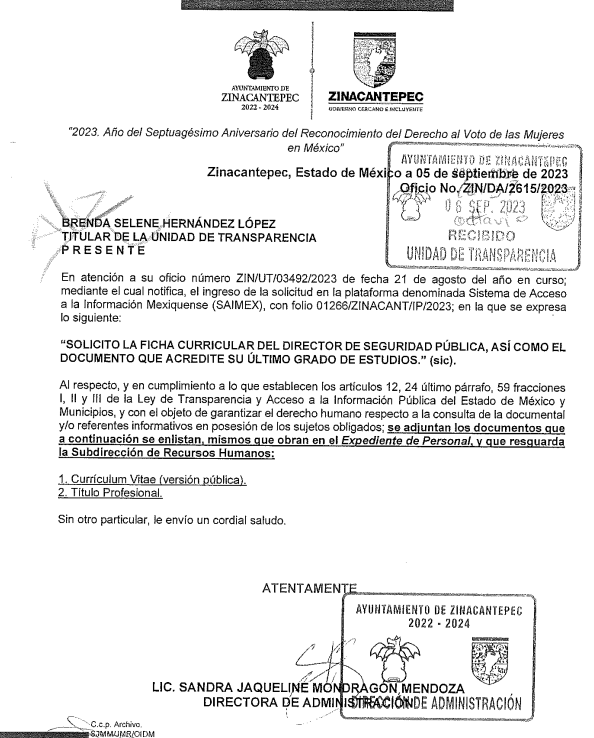 AYUNTAMIENTO DE
ZINACANTEPEC
2022 - 2024
ZINACANTEPEC
GOBIERNO CERCANO E INCLUYENTE
"2023. Año del Septuagésimo Aniversario del Reconocimiento del Derecho al Voto de las Mujeres
en México"
Zinacantepec, Estado de México a 05 de septiembre de 2023
Oficio No. ZIN/DA/2615/2023
AYUNTAMIENTO DE ZINACANTEPEC
06 SEP. 2023
RECIBIDO
UNIDAD DE TRANSPARENCIA
BRENDA SELENE HERNÁNDEZ LÓPEZ
TITULAR DE LA UNIDAD DE TRANSPARENCIA
P R E S E N T E
En atención a su oficio número ZIN/UT/03492/2023 de fecha 21 de agosto del año en curso;
mediante el cual notifica, el ingreso de la solicitud en la plataforma denominada Sistema de Acceso
a la Información Mexiquense (SAIMEX), con folio 01266/ZINACANT/IP/2023; en la que se expresa
lo siguiente:
"SOLICITO LA FICHA CURRICULAR DEL DIRECTOR DE SEGURIDAD PÚBLICA, ASÍ COMO EL
DOCUMENTO QUE ACREDITE SU ÚLTIMO GRADO DE ESTUDIOS." (sic).
Al respecto, y en cumplimiento a lo que establecen los artículos 12, 24 último párrafo, 59 fracciones
I, II y III de la Ley de Transparencia y Acceso a la Información Pública del Estado de México y
Municipios, y con el objeto de garantizar el derecho humano respecto a la consulta de la documental
y/o referentes informativos en posesión de los sujetos obligados; se adjuntan los documentos que
a continuación se enlistan, mismos que obran en el Expediente de Personal, y que resguarda
la Subdirección de Recursos Humanos:
1. Currículum Vitae (versión pública).
2. Título Profesional.
Sin otro particular, le envío un cordial saludo.
ATENTAMENTE
AYUNTAMIENTO DE ZINACANTEPEC
2022 - 2024
LIC. SANDRA JAQUELINE MONDRAGÓN MENDOZA
DIRECTORA DE ADMINISTRACIÓN
DIRECCIÓN DE ADMINISTRACIÓN
C.c.p. Archivo.
SJMM/JMR/OIDM